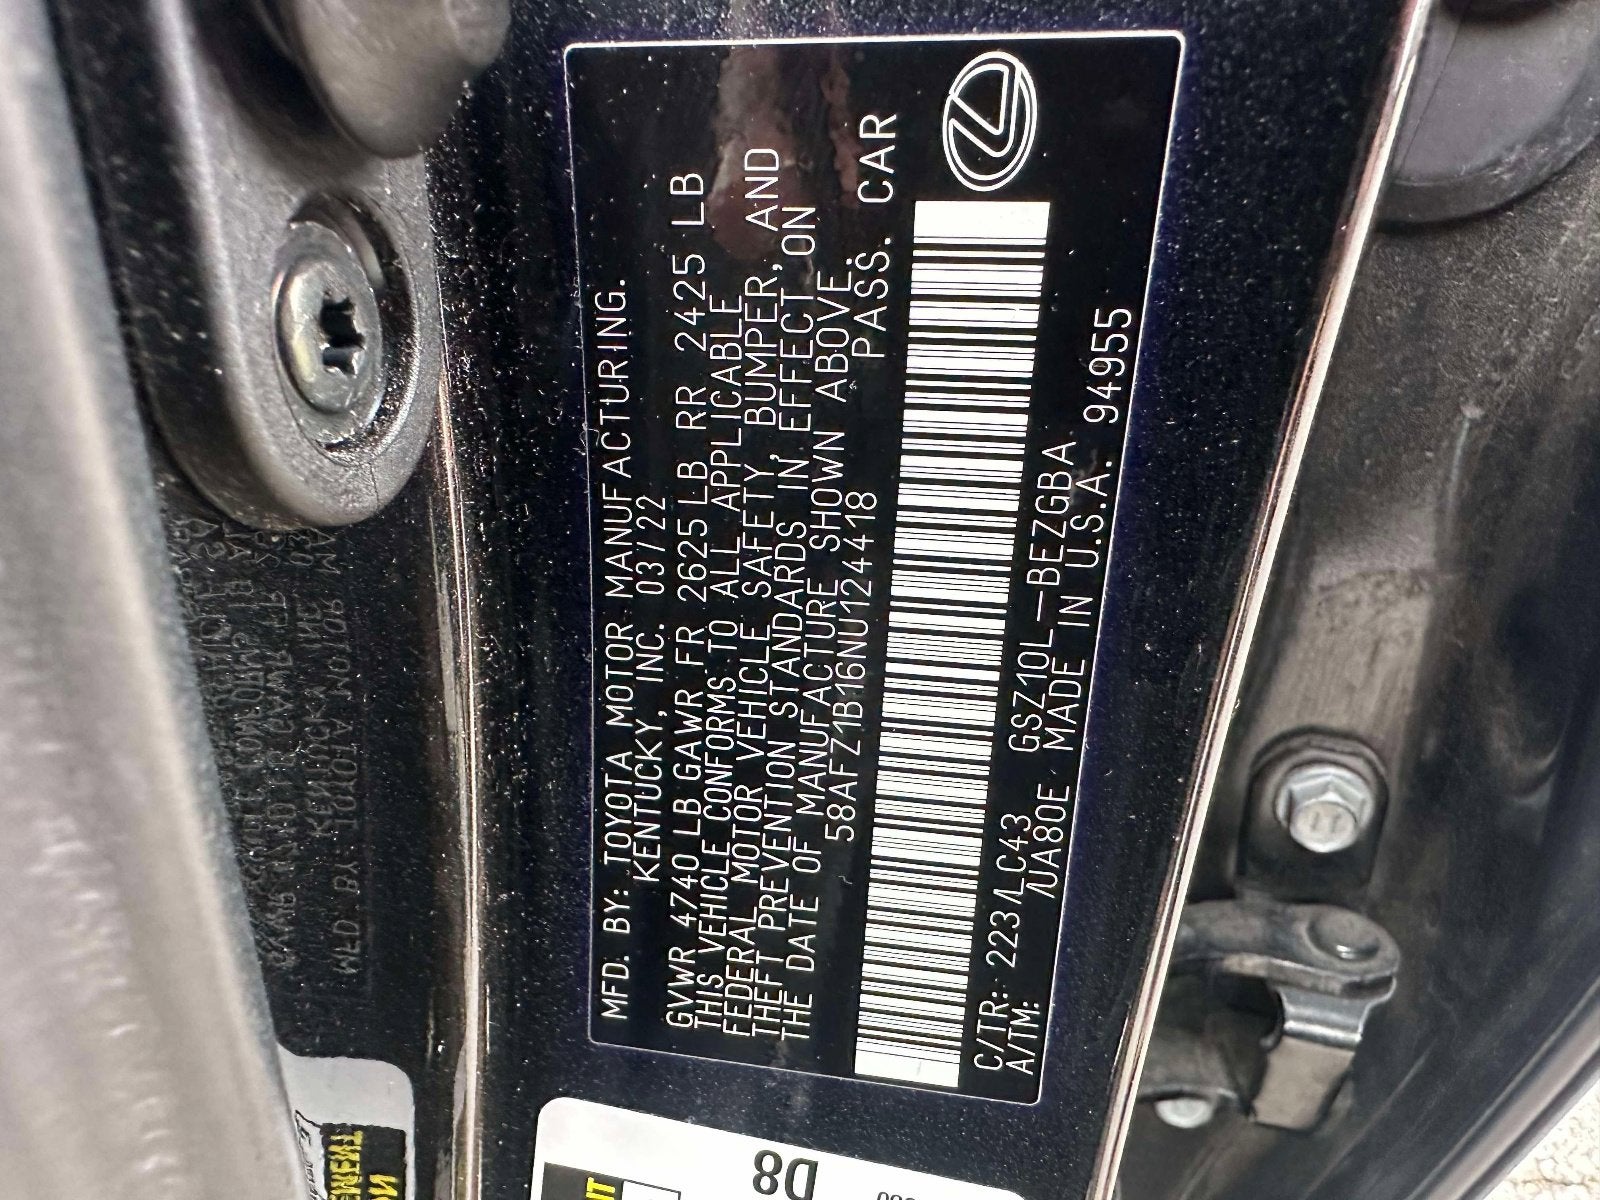 MFD. BY: TOYOTA MOTOR MANUFACTURING.
KENTUCKY, INC. 03/22
GVWR 4740 LB GAWR FR 2625 LB RR 2425 LB
THIS VEHICLE CONFORMS TO ALL APPLICABLE
FEDERAL MOTOR VEHICLE SAFETY, BUMPER, AND
THEFT PREVENTION STANDARDS IN EFFECT ON
THE DATE OF MANUFACTURE SHOWN ABOVE.
58AFZ1B16NU124418 PASS. CAR
C/TR: 223/LC43 GSZ10L-BEZGBA
A/TM: /UA80E MADE IN U.S.A. 94955
D8